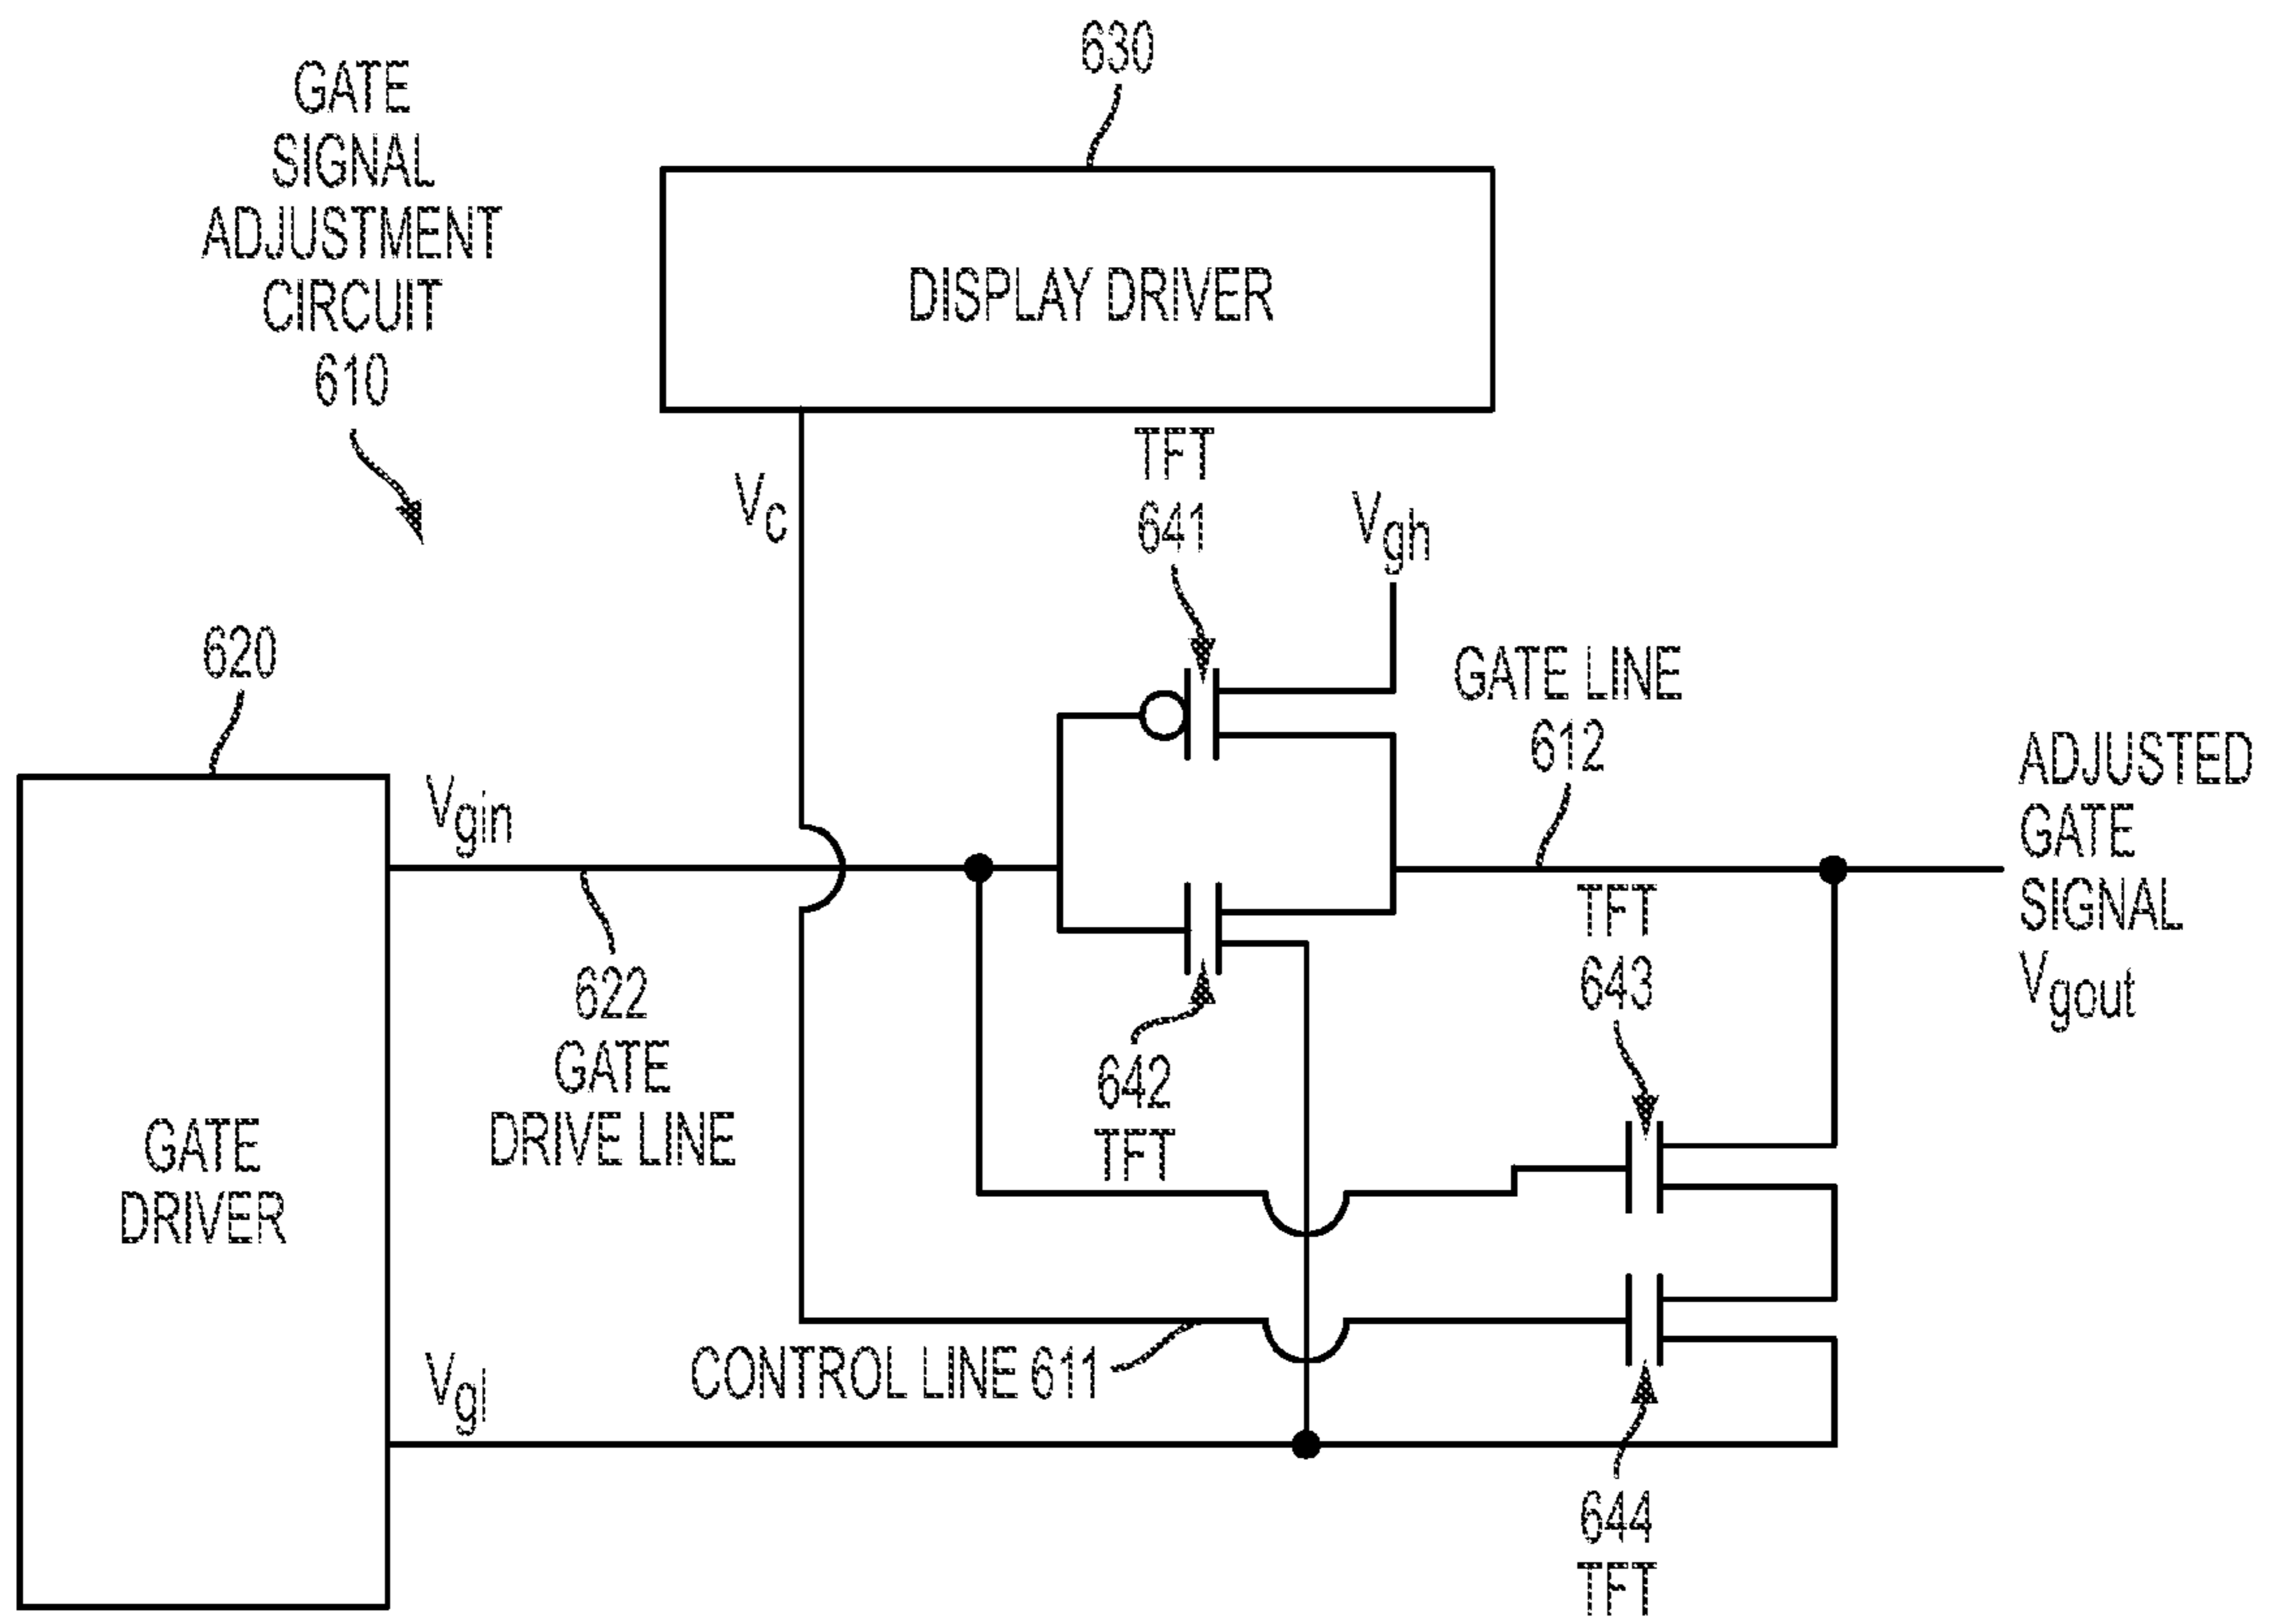 630
GATE
SIGNAL
ADJUSTMENT
CIRCUIT
610
DISPLAY DRIVER
TFT
641
Vc
Vgh
620
GATE LINE
612
ADJUSTED
GATE
SIGNAL
Vgout
Vgin
TFT
643
622
GATE
DRIVE LINE
642
TFT
GATE
DRIVER
CONTROL LINE 611
Vgl
644
TFT